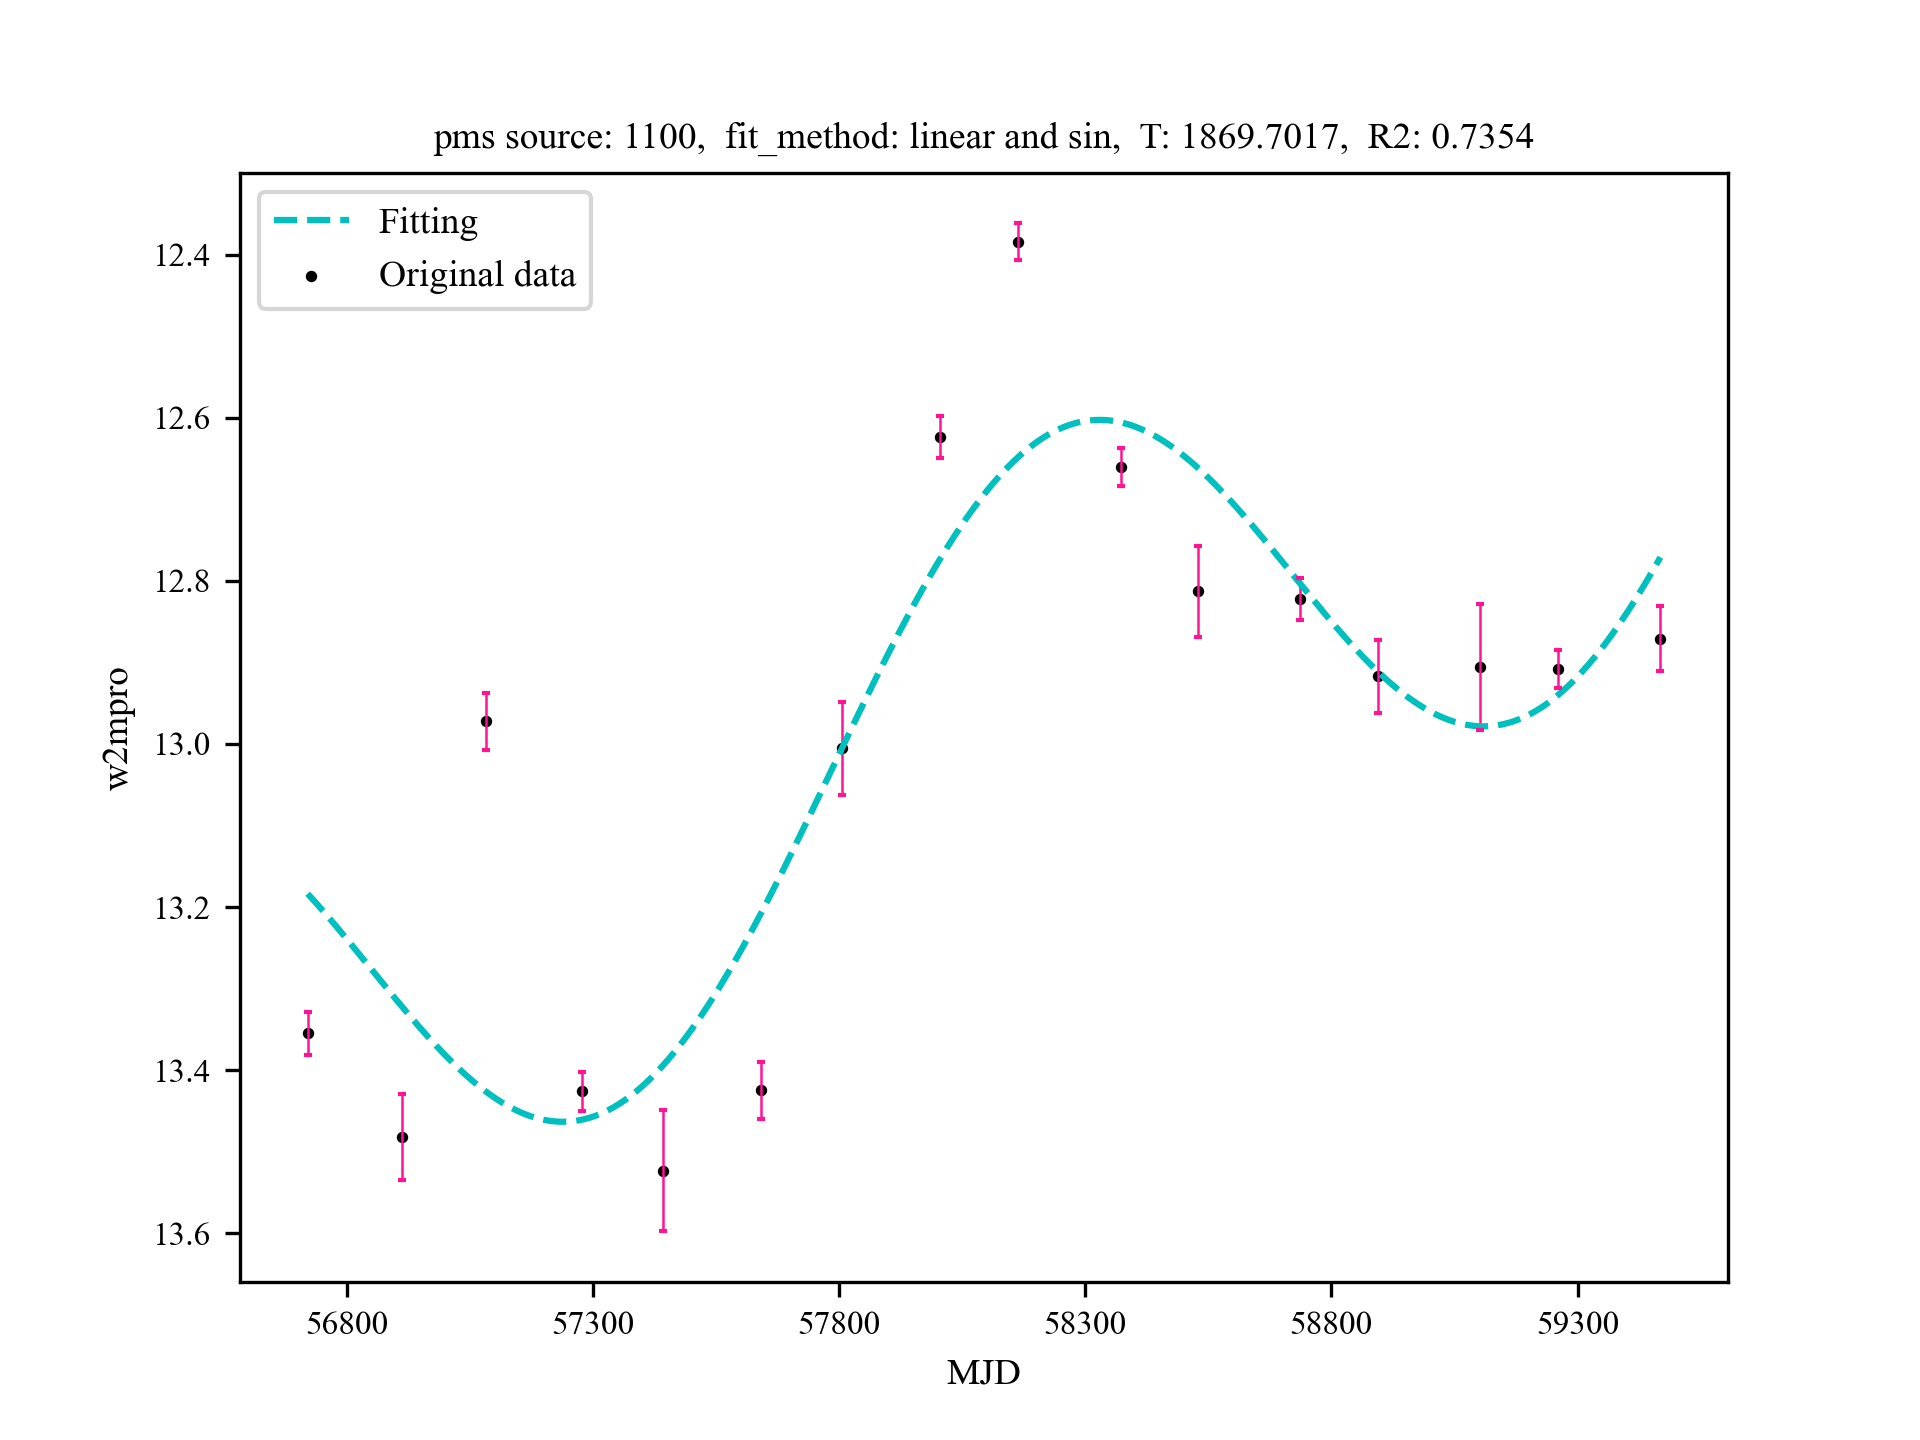 pms source: 1100,  fit_method: linear and sin,  T: 1869.7017,  R2: 0.7354
Fitting
Original data
12.4
12.6
12.8
13.0
13.2
13.4
13.6
w2mpro
56800 57300 57800 58300 58800 59300
MJD